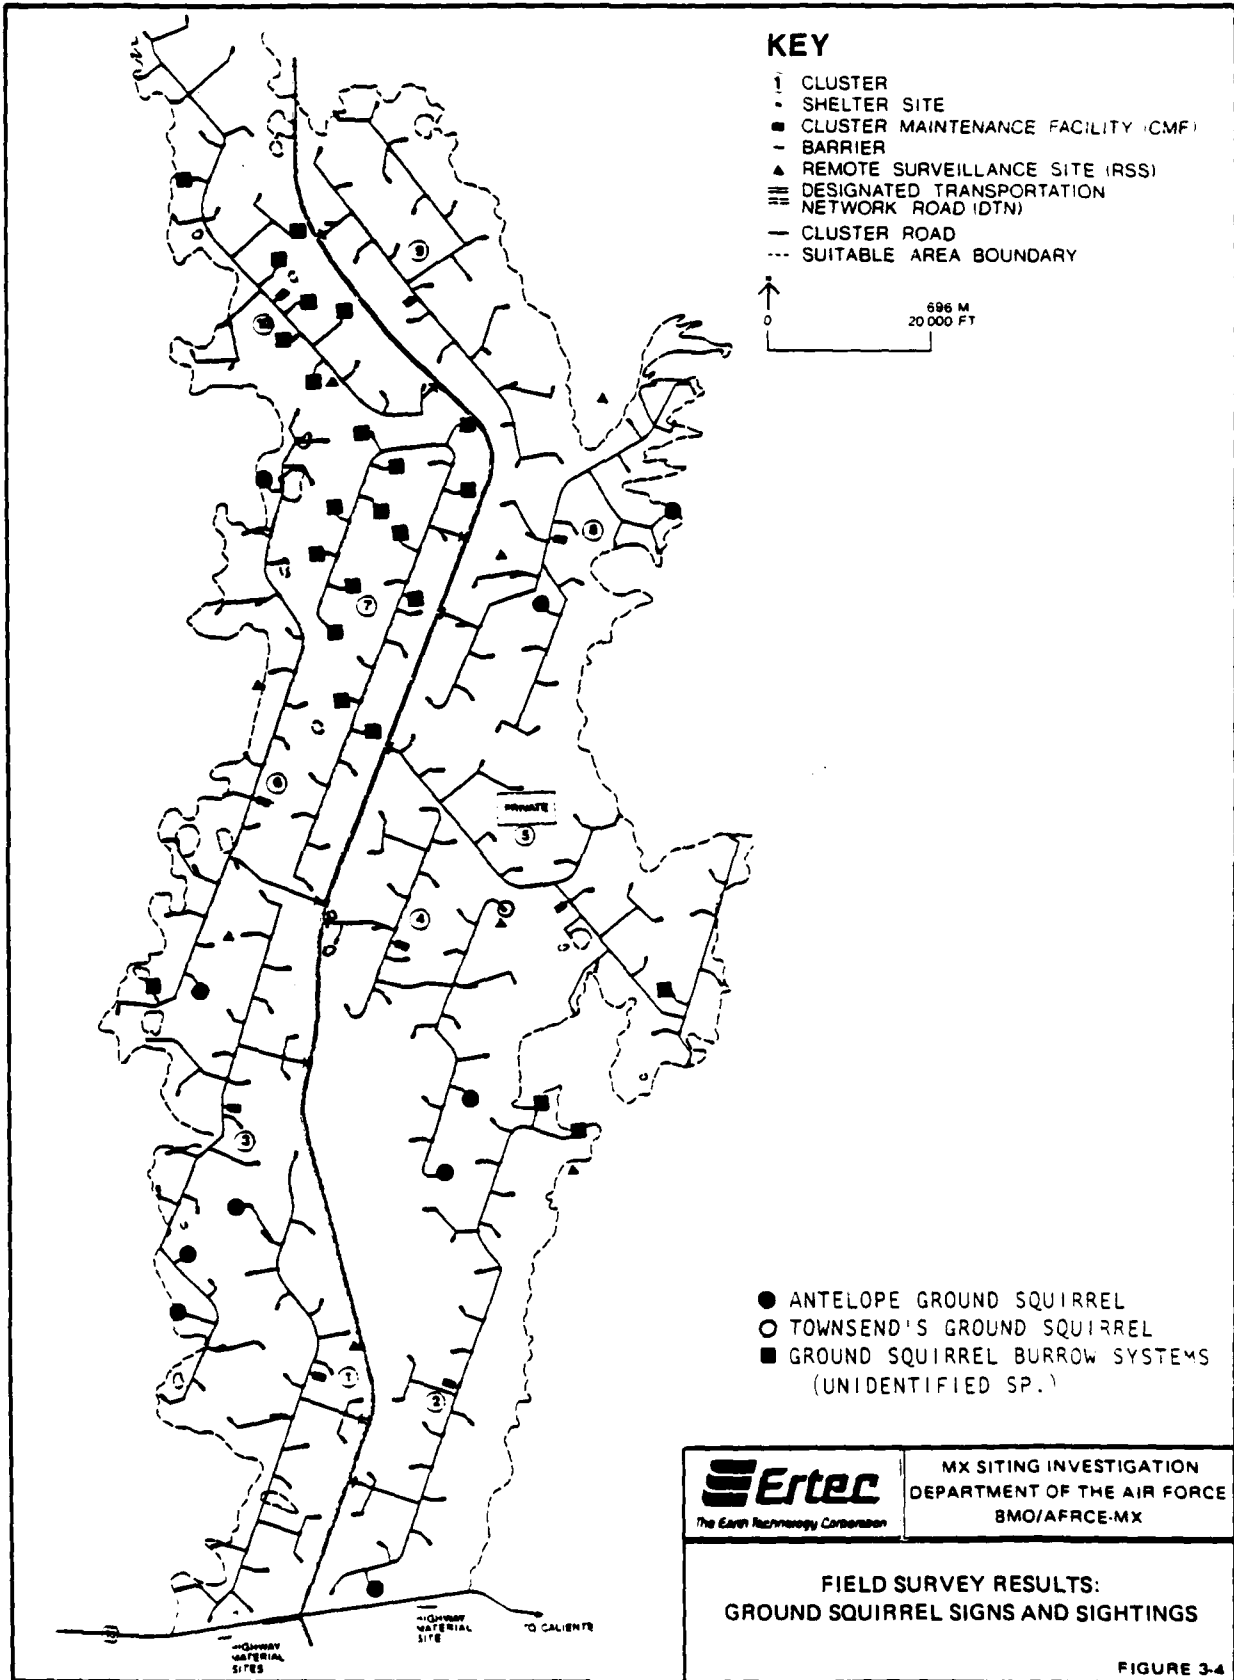 KEY
1 CLUSTER
SHELTER SITE
CLUSTER MAINTENANCE FACILITY (CMF)
BARRIER
REMOTE SURVEILLANCE SITE (RSS)
DESIGNATED TRANSPORTATION
NETWORK ROAD (DTN)
CLUSTER ROAD
SUITABLE AREA BOUNDARY
696 M
0 20 000 FT
9
8
7
6
PRIVATE
5
4
3
1
2
ANTELOPE GROUND SQUIRREL
TOWNSEND'S GROUND SQUIRREL
GROUND SQUIRREL BURROW SYSTEMS
(UNIDENTIFIED SP.)
HIGHWAY
MATERIAL
SITES
HIGHWAY
MATERIAL
SITE
TO CALIENTE
Ertec
The Earth Technology Corporation
MX SITING INVESTIGATION
DEPARTMENT OF THE AIR FORCE
BMO/AFRCE-MX
FIELD SURVEY RESULTS:
GROUND SQUIRREL SIGNS AND SIGHTINGS
FIGURE 3-4